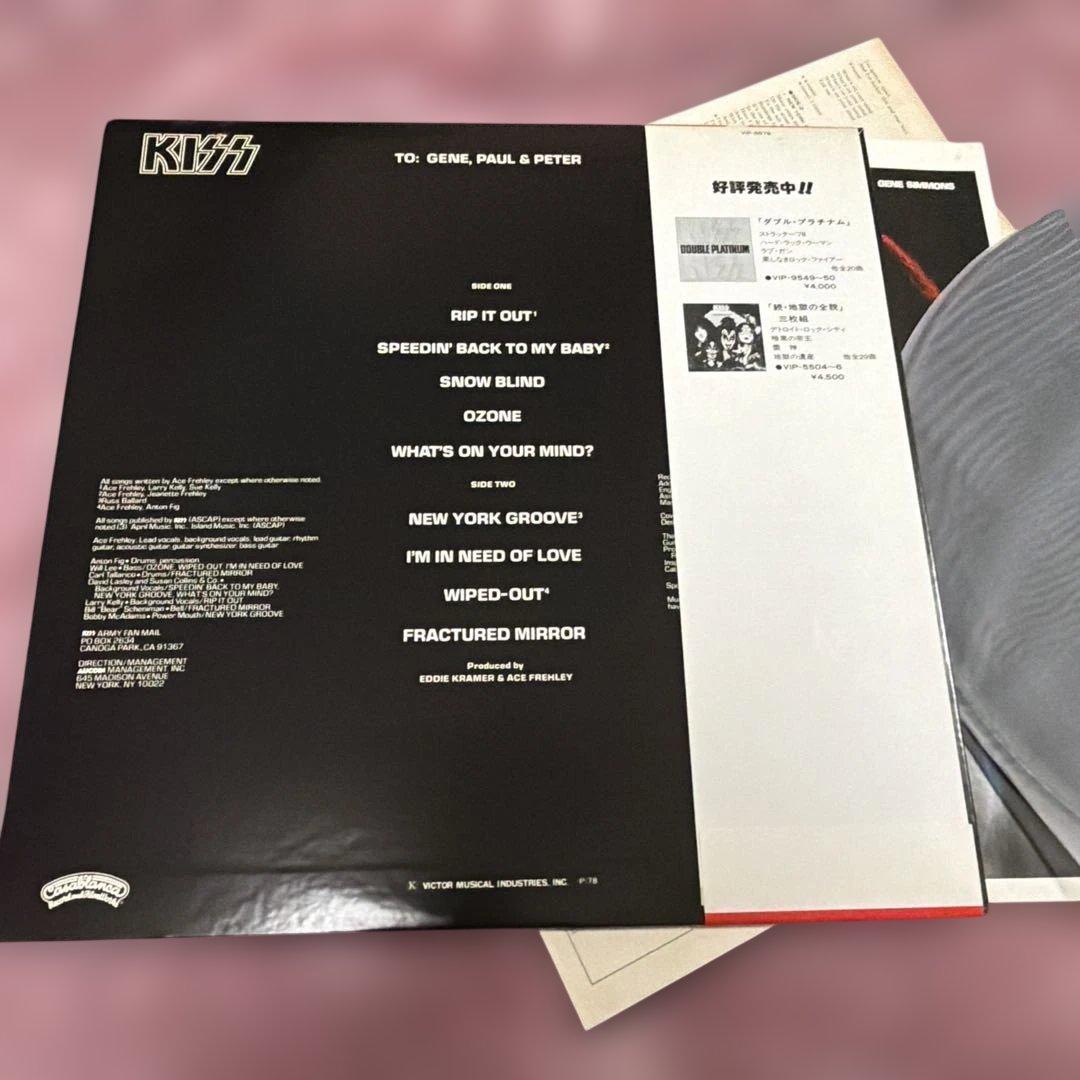 KISS
TO: GENE, PAUL & PETER
SIDE ONE
RIP IT OUT¹
SPEEDIN' BACK TO MY BABY²
SNOW BLIND
OZONE
WHAT'S ON YOUR MIND?
SIDE TWO
NEW YORK GROOVE³
I'M IN NEED OF LOVE
WIPED-OUT⁴
FRACTURED MIRROR
Produced by
EDDIE KRAMER & ACE FREHLEY
All songs written by Ace Frehley except where otherwise noted.
¹Ace Frehley, Larry Kelly, Sue Kelly
²Ace Frehley, Jeanette Frehley
³Russ Ballard
⁴Ace Frehley, Anton Fig
All songs published by KISS (ASCAP) except where otherwise
noted (3) April Music, Inc., Island Music, Inc. (ASCAP)
Ace Frehley: Lead vocals, background vocals, lead guitar, rhythm
guitar, acoustic guitar, guitar synthesizer, bass guitar
Anton Fig • Drums, percussion
Will Lee • Bass/OZONE, WIPED-OUT, I'M IN NEED OF LOVE
Carl Tallarico • Drums/FRACTURED MIRROR
David Lasley and Susan Collins & Co. •
Background Vocals/SPEEDIN' BACK TO MY BABY,
NEW YORK GROOVE, WHAT'S ON YOUR MIND?
Larry Kelly • Background Vocals/RIP IT OUT
Bill "Bear" Scheniman • Bell/FRACTURED MIRROR
Bobby McAdams • Power Mouth/NEW YORK GROOVE
KISS ARMY FAN MAIL
PO BOX 2634
CANOGA PARK, CA 91367
DIRECTION/MANAGEMENT
AUCOIN MANAGEMENT, INC.
645 MADISON AVENUE
NEW YORK, NY 10022
Casablanca
Record and FilmWorks
K VICTOR MUSICAL INDUSTRIES, INC. P.'78
VIP-6578
好評発売中!!
DOUBLE PLATINUM
「ダブル・プラチナム」
ストラッター'78
ハード・ラック・ウーマン
ラブ・ガン
果しなきロック・ファイアー
他全20曲
●VIP-9549〜50
¥4,000
KISS
「続・地獄の全貌」
三枚組
デトロイト・ロック・シティ
暗黒の帝王
雷神
地獄の遺産 他全29曲
●VIP-5504〜6
¥4,500
GENE SIMMONS